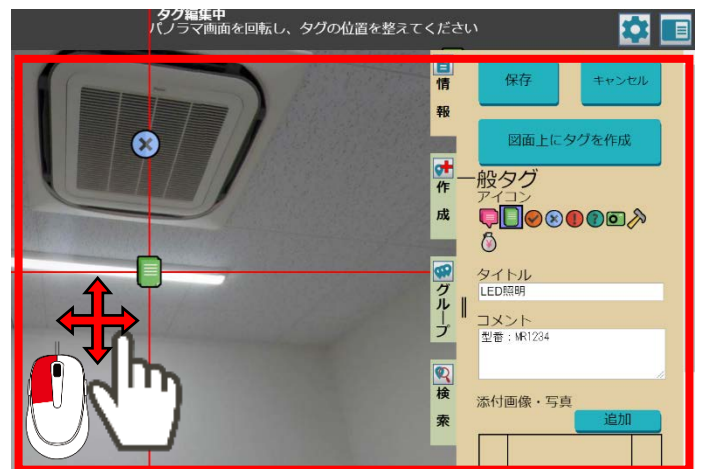 タグ編集中
パノラマ画面を回転し、タグの位置を整えてください
情報
作成
グループ
検索
保存
キャンセル
図面上にタグを作成
一般タグ
アイコン
タイトル
LED照明
コメント
型番：MR1234
添付画像・写真
追加